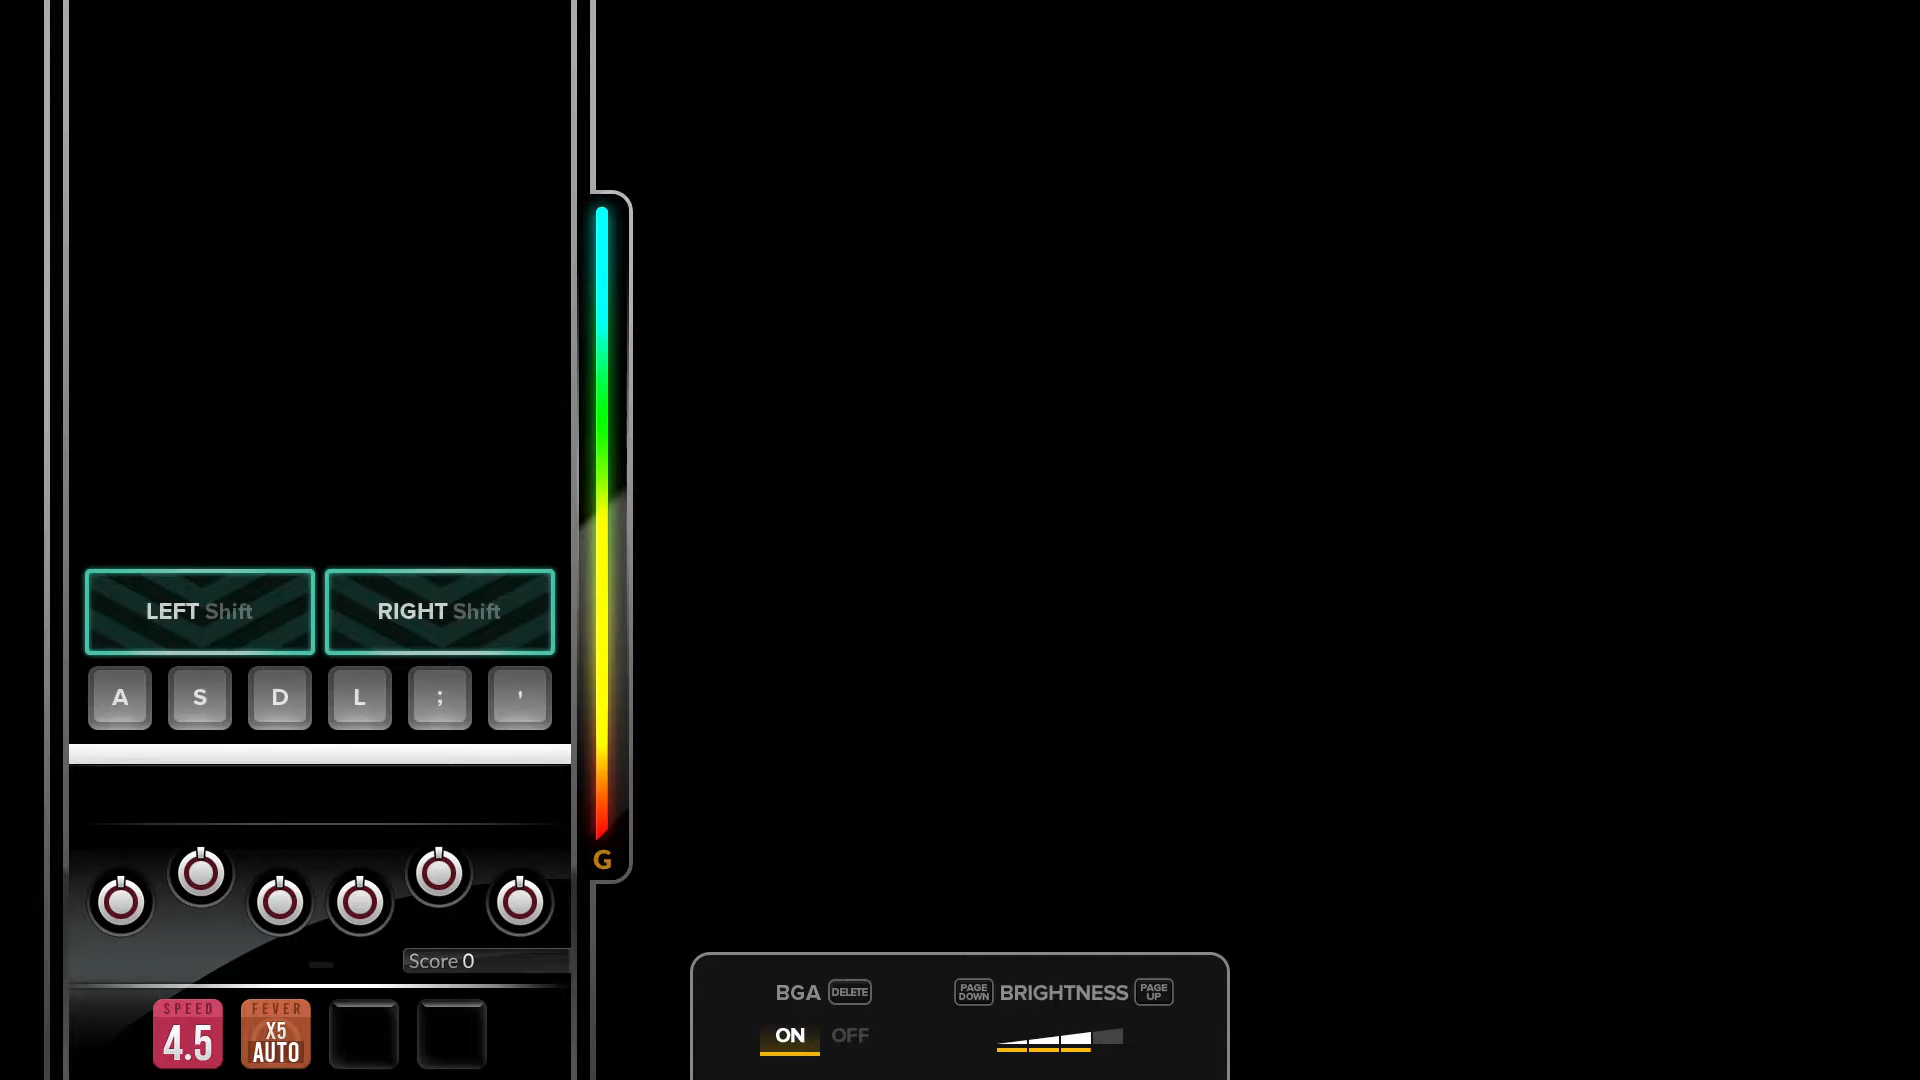 LEFT Shift RIGHT Shift
A S D L ; '
G
Score 0
SPEED
4.5
FEVER
X5
AUTO
BGA DELETE
ON OFF
PAGE DOWN BRIGHTNESS PAGE UP